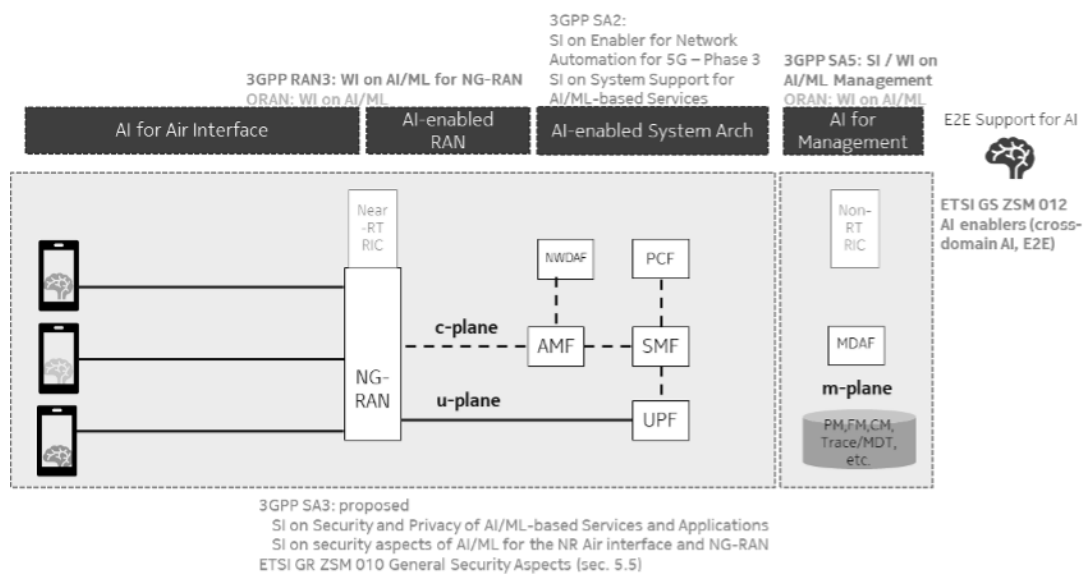 3GPP SA2:
SI on Enabler for Network
Automation for 5G – Phase 3
SI on System Support for
AI/ML-based Services
3GPP RAN3: WI on AI/ML for NG-RAN
ORAN: WI on AI/ML
3GPP SA5: SI / WI on
AI/ML Management
ORAN: WI on AI/ML
AI for Air Interface
AI-enabled
RAN
AI-enabled System Arch
AI for
Management
E2E Support for AI
ETSI GS ZSM 012
AI enablers (cross-
domain AI, E2E)
Near
-RT
RIC
Non-
RT
RIC
NWDAF
PCF
c-plane
AMF
SMF
MDAF
NG-
RAN
u-plane
UPF
m-plane
PM,FM,CM,
Trace/MDT,
etc.
3GPP SA3: proposed
SI on Security and Privacy of AI/ML-based Services and Applications
SI on security aspects of AI/ML for the NR Air interface and NG-RAN
ETSI GR ZSM 010 General Security Aspects (sec. 5.5)